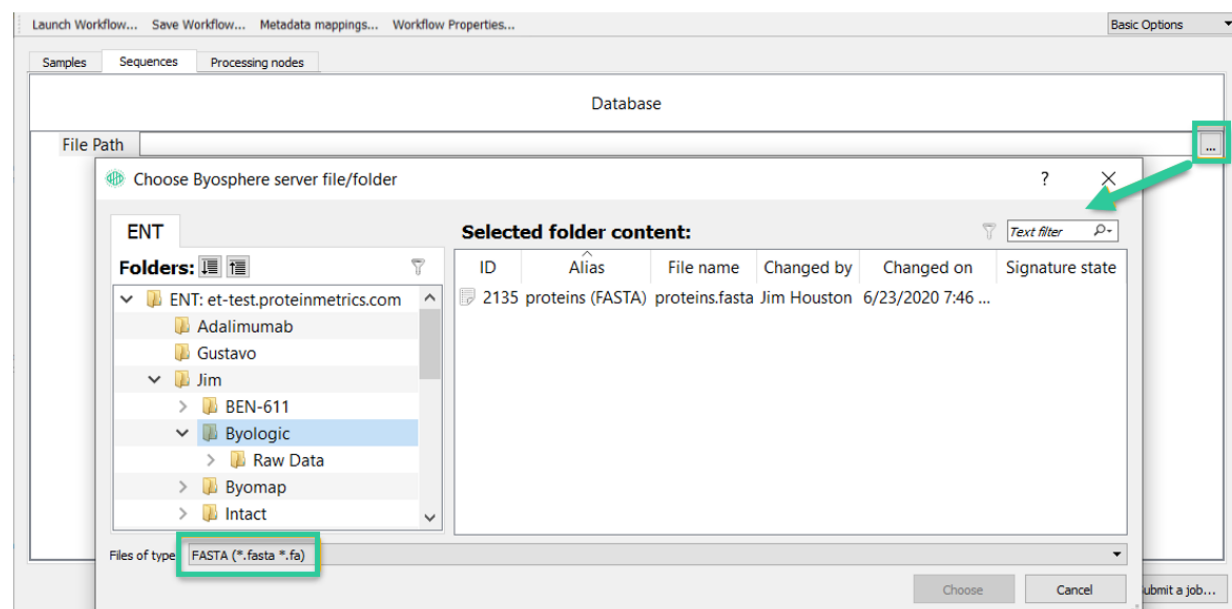 Launch Workflow... Save Workflow... Metadata mappings... Workflow Properties... Basic Options
Samples Sequences Processing nodes
Database
File Path ...
Choose Byosphere server file/folder ?
ENT Selected folder content: Text filter
Folders: ID Alias File name Changed by Changed on Signature state
ENT: et-test.proteinmetrics.com 2135 proteins (FASTA) proteins.fasta Jim Houston 6/23/2020 7:46 ...
Adalimumab
Gustavo
Jim
BEN-611
Byologic
Raw Data
Byomap
Intact
Files of type FASTA (*.fasta *.fa)
Choose Cancel ubmit a job...